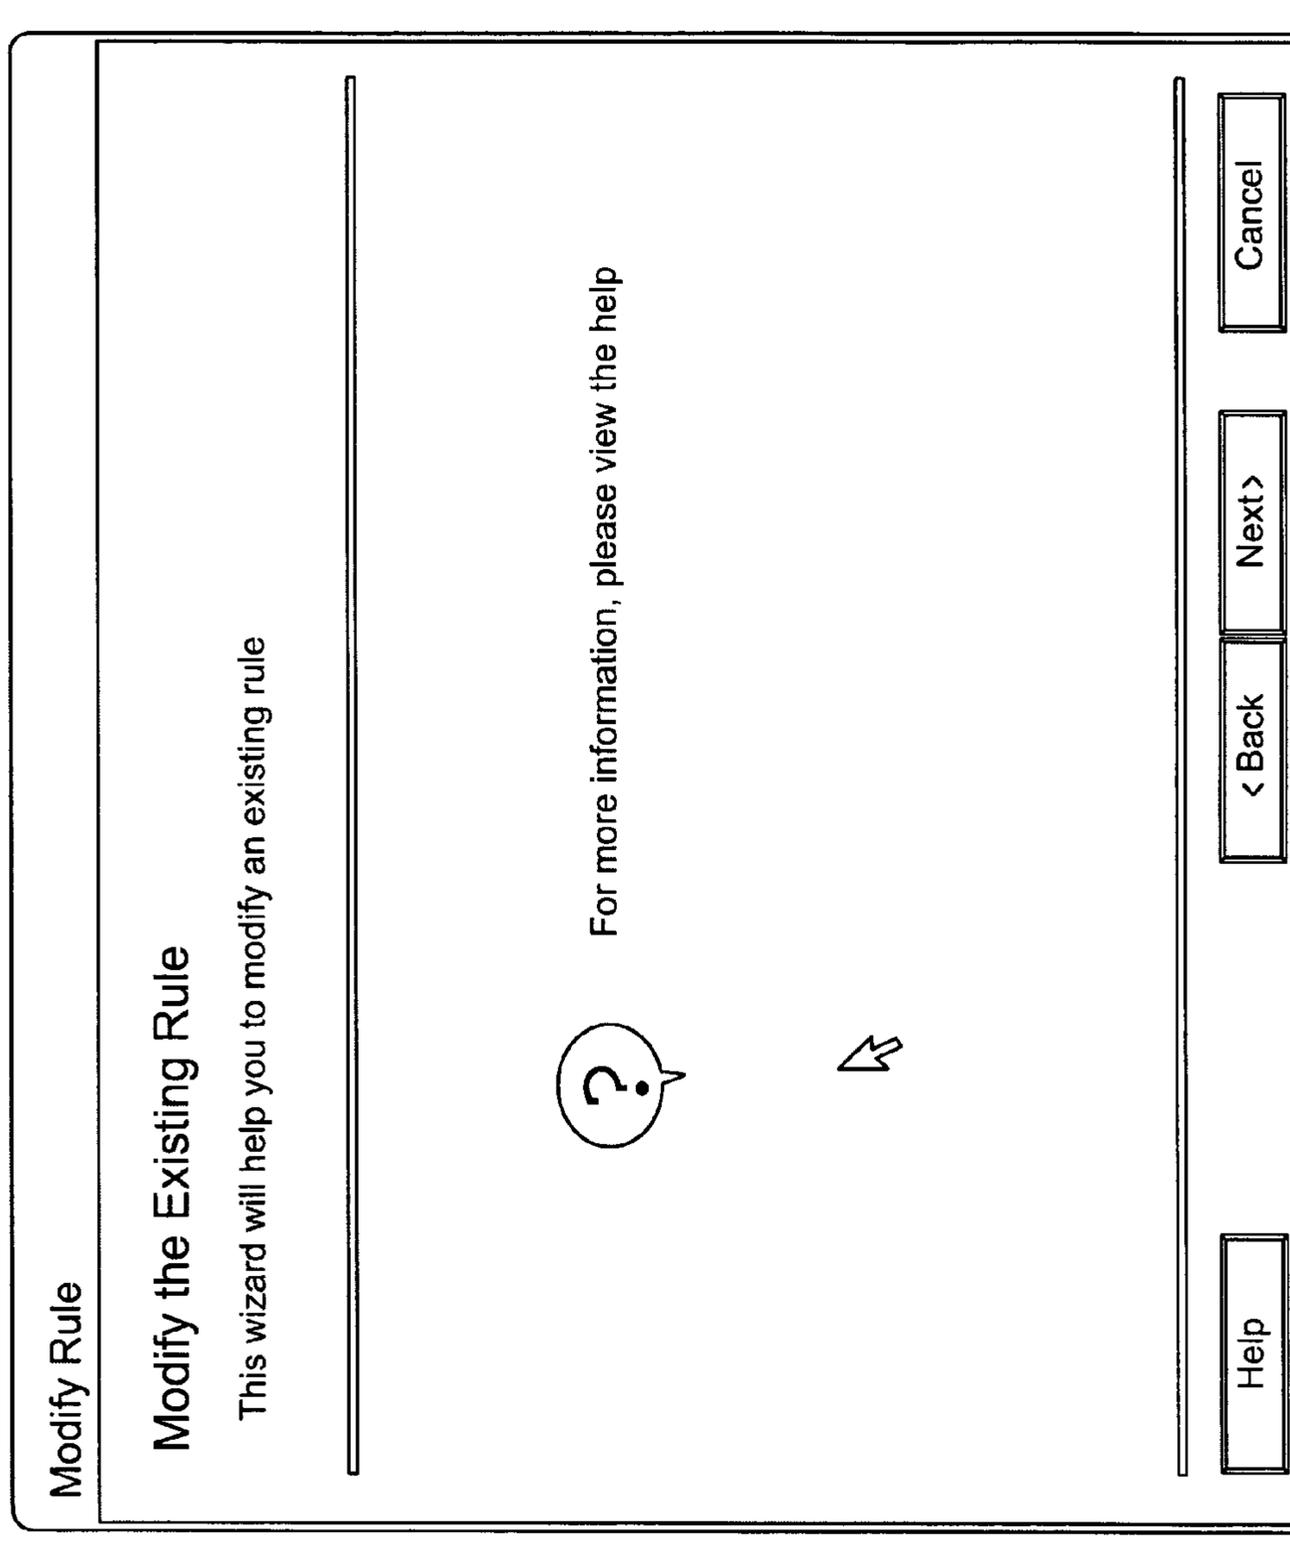 Modify Rule
Modify the Existing Rule
This wizard will help you to modify an existing rule
?
For more information, please view the help
Help
< Back
Next >
Cancel